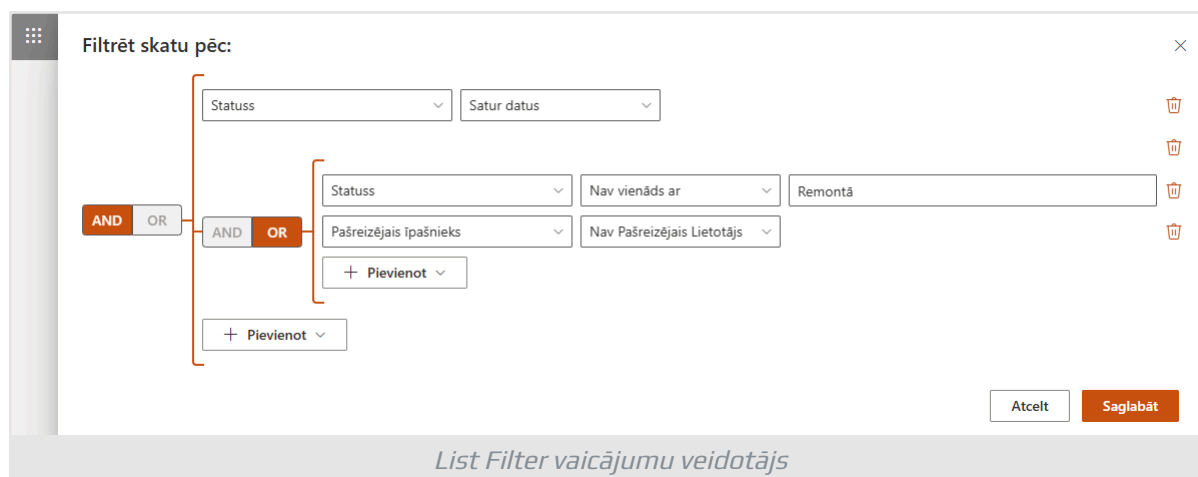 Filtrēt skatu pēc:
Statuss Satur datus
Statuss Nav vienāds ar Remontā
AND OR AND OR Pašreizējais īpašnieks Nav Pašreizējais Lietotājs
Pievienot
Pievienot
Atcelt Saglabāt
List Filter vaicājumu veidotājs